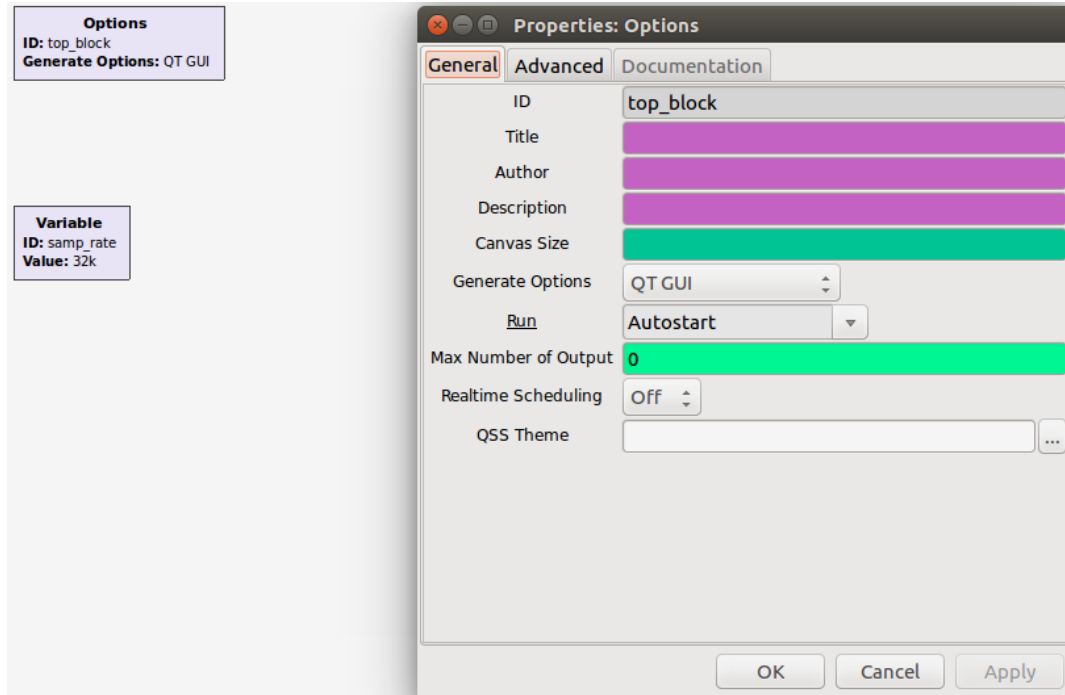 Options
ID: top_block
Generate Options: QT GUI
Variable
ID: samp_rate
Value: 32k
Properties: Options
General Advanced Documentation
ID top_block
Title
Author
Description
Canvas Size
Generate Options QT GUI
Run Autostart
Max Number of Output 0
Realtime Scheduling Off
QSS Theme ...
OK Cancel Apply